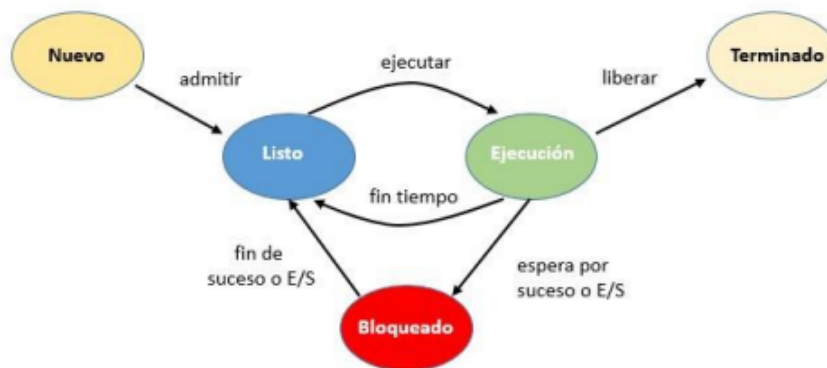 Nuevo
Terminado
admitir
ejecutar
liberar
Listo
Ejecución
fin tiempo
fin de
suceso o E/S
espera por
suceso o E/S
Bloqueado